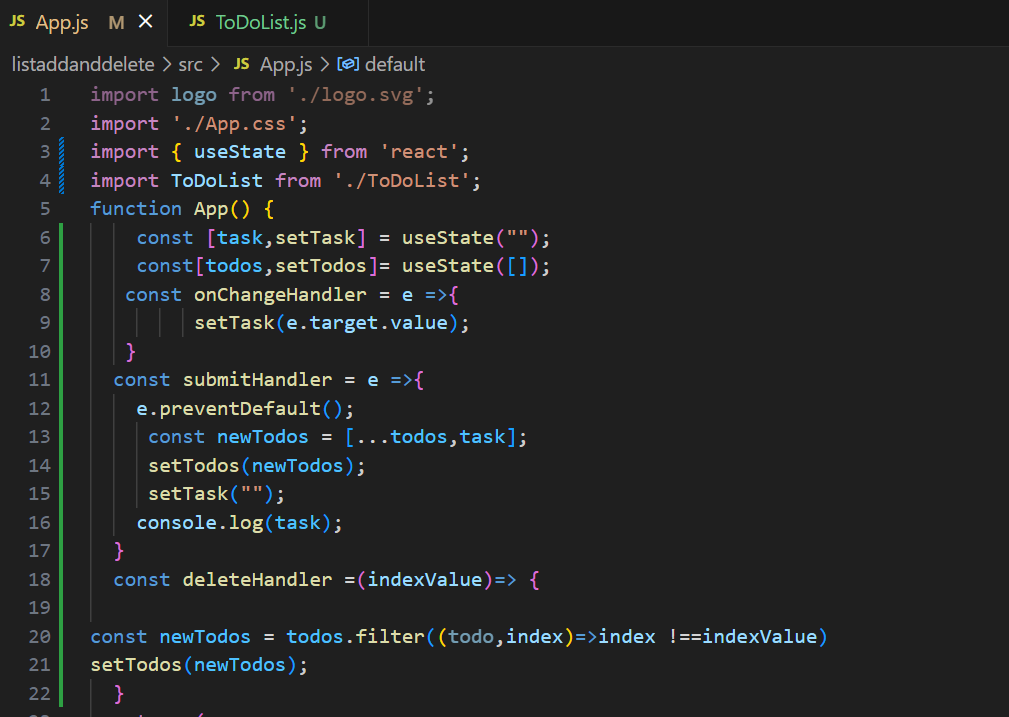 JS App.js M ×
JS ToDoList.js U
listaddanddelete > src > JS App.js > default
1 import logo from './logo.svg';
2 import './App.css';
3 import { useState } from 'react';
4 import ToDoList from './ToDoList';
5 function App() {
6 const [task,setTask] = useState("");
7 const[todos,setTodos]= useState([]);
8 const onChangeHandler = e =>{
9 setTask(e.target.value);
10 }
11 const submitHandler = e =>{
12 e.preventDefault();
13 const newTodos = [...todos,task];
14 setTodos(newTodos);
15 setTask("");
16 console.log(task);
17 }
18 const deleteHandler =(indexValue)=> {
19
20 const newTodos = todos.filter((todo,index)=>index !==indexValue)
21 setTodos(newTodos);
22 }